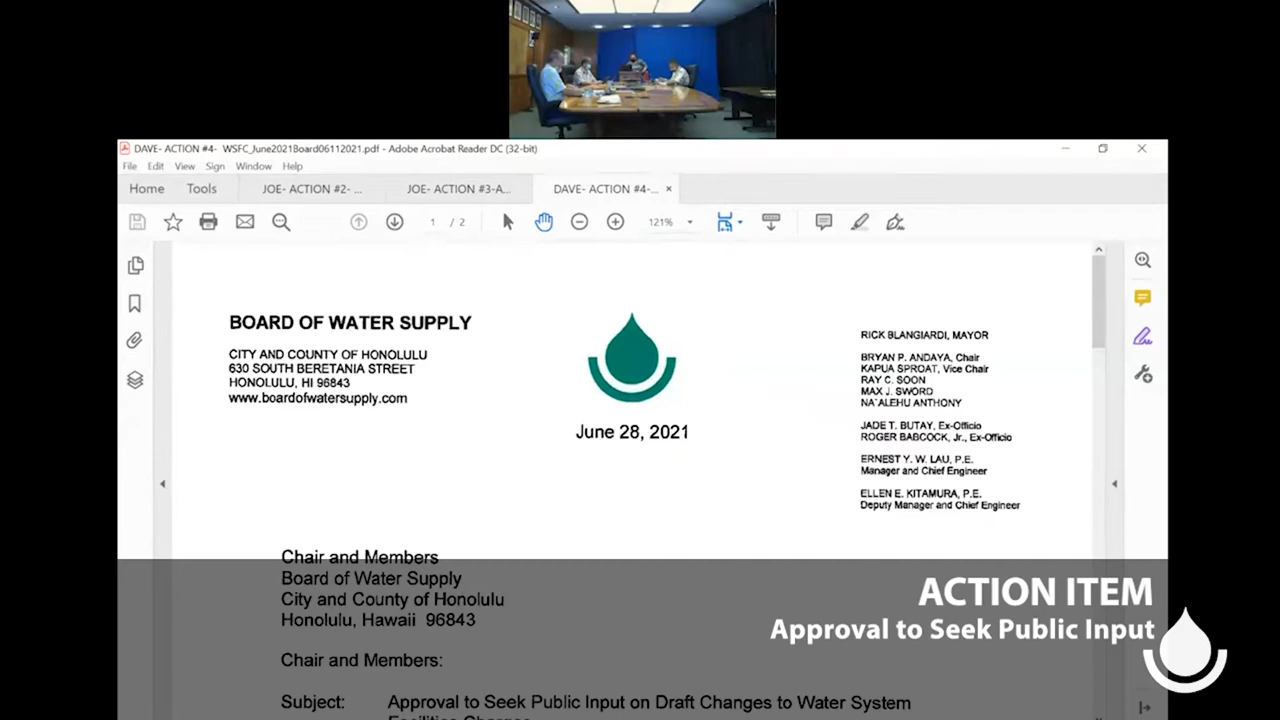 DAVE- ACTION #4- WSFC_June2021Board06112021.pdf - Adobe Acrobat Reader DC (32-bit)
File Edit View Sign Window Help
Home Tools JOE- ACTION #2- ... JOE- ACTION #3-A... DAVE- ACTION #4-...
1 / 2 121%
BOARD OF WATER SUPPLY
CITY AND COUNTY OF HONOLULU
630 SOUTH BERETANIA STREET
HONOLULU, HI 96843
www.boardofwatersupply.com
June 28, 2021
RICK BLANGIARDI, MAYOR
BRYAN P. ANDAYA, Chair
KAPUA SPROAT, Vice Chair
RAY C. SOON
MAX J. SWORD
NA`ALEHU ANTHONY
JADE T. BUTAY, Ex-Officio
ROGER BABCOCK, Jr., Ex-Officio
ERNEST Y. W. LAU, P.E.
Manager and Chief Engineer
ELLEN E. KITAMURA, P.E.
Deputy Manager and Chief Engineer
Chair and Members
Board of Water Supply
City and County of Honolulu
Honolulu, Hawaii 96843
Chair and Members:
Subject: Approval to Seek Public Input on Draft Changes to Water System
Facilities Charges
ACTION ITEM
Approval to Seek Public Input